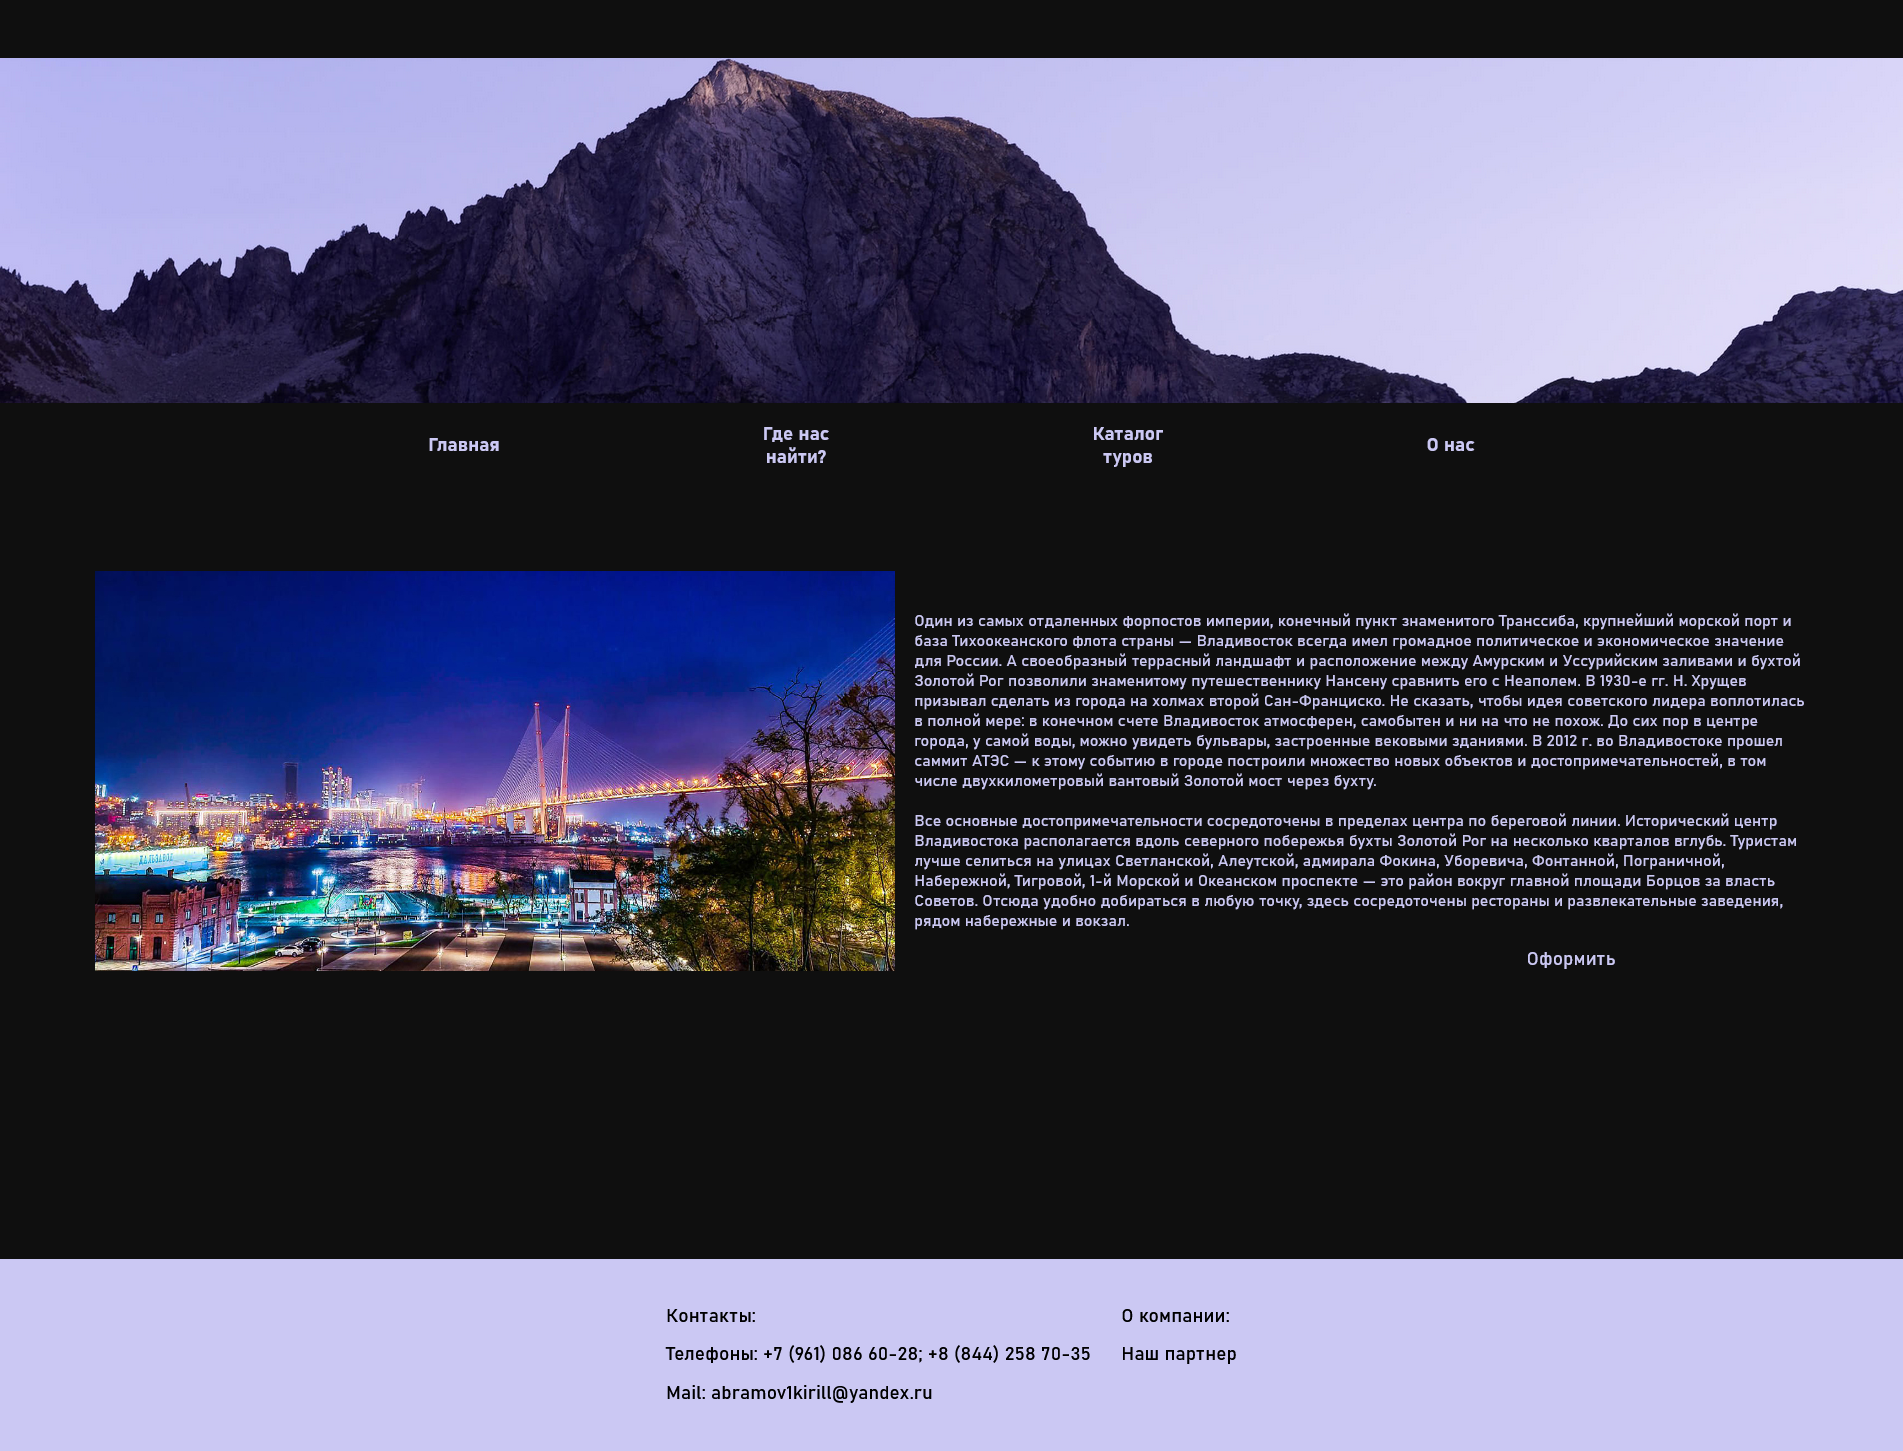 Главная
Где нас
найти?
Каталог
туров
О нас
Один из самых отдаленных форпостов империи, конечный пункт знаменитого Транссиба, крупнейший морской порт и
база Тихоокеанского флота страны — Владивосток всегда имел громадное политическое и экономическое значение
для России. А своеобразный террасный ландшафт и расположение между Амурским и Уссурийским заливами и бухтой
Золотой Рог позволили знаменитому путешественнику Нансену сравнить его с Неаполем. В 1930-е гг. Н. Хрущев
призывал сделать из города на холмах второй Сан-Франциско. Не сказать, чтобы идея советского лидера воплотилась
в полной мере: в конечном счете Владивосток атмосферен, самобытен и ни на что не похож. До сих пор в центре
города, у самой воды, можно увидеть бульвары, застроенные вековыми зданиями. В 2012 г. во Владивостоке прошел
саммит АТЭС — к этому событию в городе построили множество новых объектов и достопримечательностей, в том
числе двухкилометровый вантовый Золотой мост через бухту.
Все основные достопримечательности сосредоточены в пределах центра по береговой линии. Исторический центр
Владивостока располагается вдоль северного побережья бухты Золотой Рог на несколько кварталов вглубь. Туристам
лучше селиться на улицах Светланской, Алеутской, адмирала Фокина, Уборевича, Фонтанной, Пограничной,
Набережной, Тигровой, 1-й Морской и Океанском проспекте — это район вокруг главной площади Борцов за власть
Советов. Отсюда удобно добираться в любую точку, здесь сосредоточены рестораны и развлекательные заведения,
рядом набережные и вокзал.
Оформить
ДАЛЬЗАВОД
Контакты:
Телефоны: +7 (961) 086 60-28; +8 (844) 258 70-35
Mail: abramov1kirill@yandex.ru
О компании:
Наш партнер